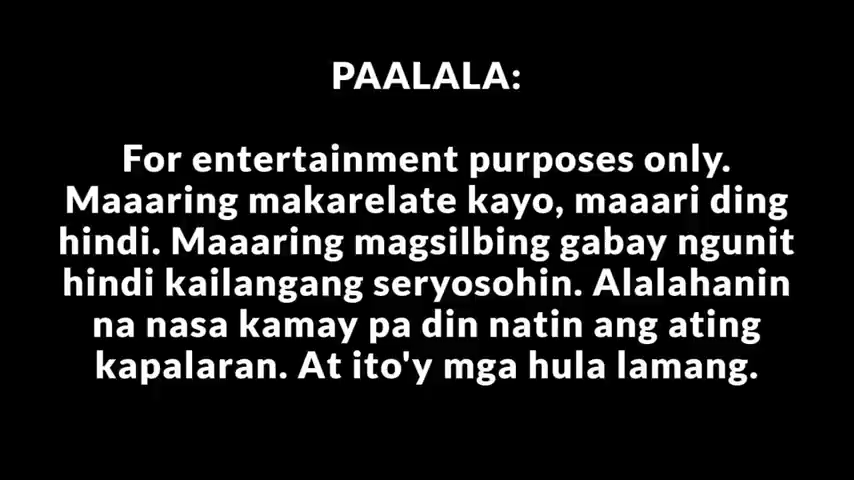 PAALALA:
For entertainment purposes only.
Maaaring makarelate kayo, maaari ding
hindi. Maaaring magsilbing gabay ngunit
hindi kailangang seryosohin. Alalahanin
na nasa kamay pa din natin ang ating
kapalaran. At ito'y mga hula lamang.